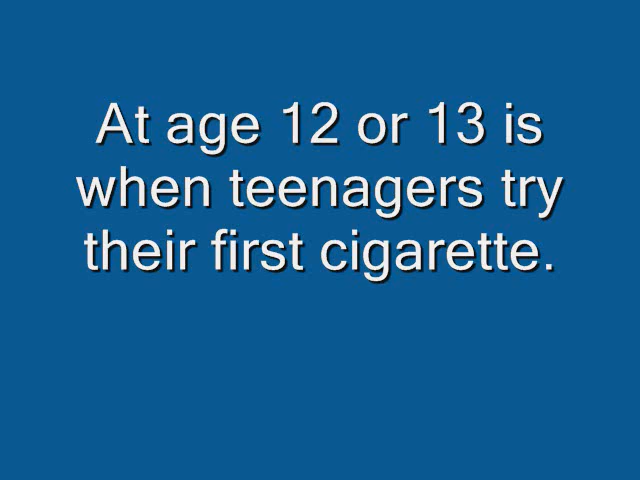 At age 12 or 13 is
when teenagers try
their first cigarette.